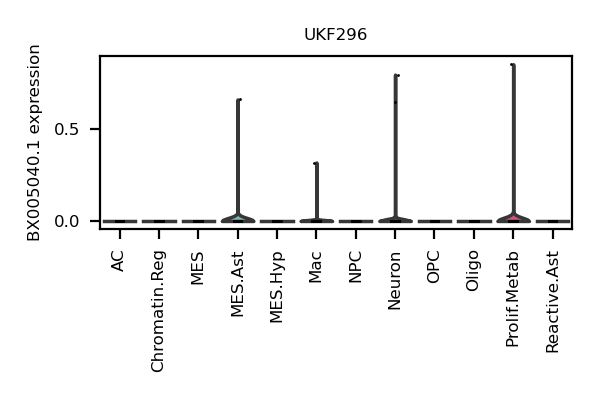 UKF296
BX005040.1 expression
0.5
0.0
AC
Chromatin.Reg
MES
MES.Ast
MES.Hyp
Mac
NPC
Neuron
OPC
Oligo
Prolif.Metab
Reactive.Ast